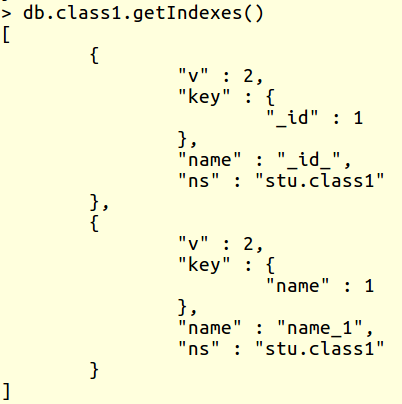 > db.class1.getIndexes()
[
        {
                "v" : 2,
                "key" : {
                        "_id" : 1
                },
                "name" : "_id_",
                "ns" : "stu.class1"
        },
        {
                "v" : 2,
                "key" : {
                        "name" : 1
                },
                "name" : "name_1",
                "ns" : "stu.class1"
        }
]